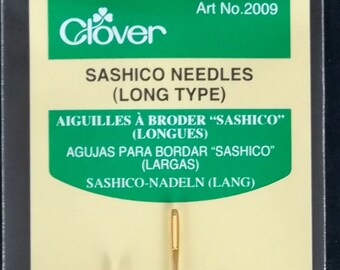 Art No.2009
Clover
SASHICO NEEDLES
(LONG TYPE)
AIGUILLES À BRODER “SASHICO”
(LONGUES)
AGUJAS PARA BORDAR “SASHICO”
(LARGAS)
SASHICO-NADELN (LANG)